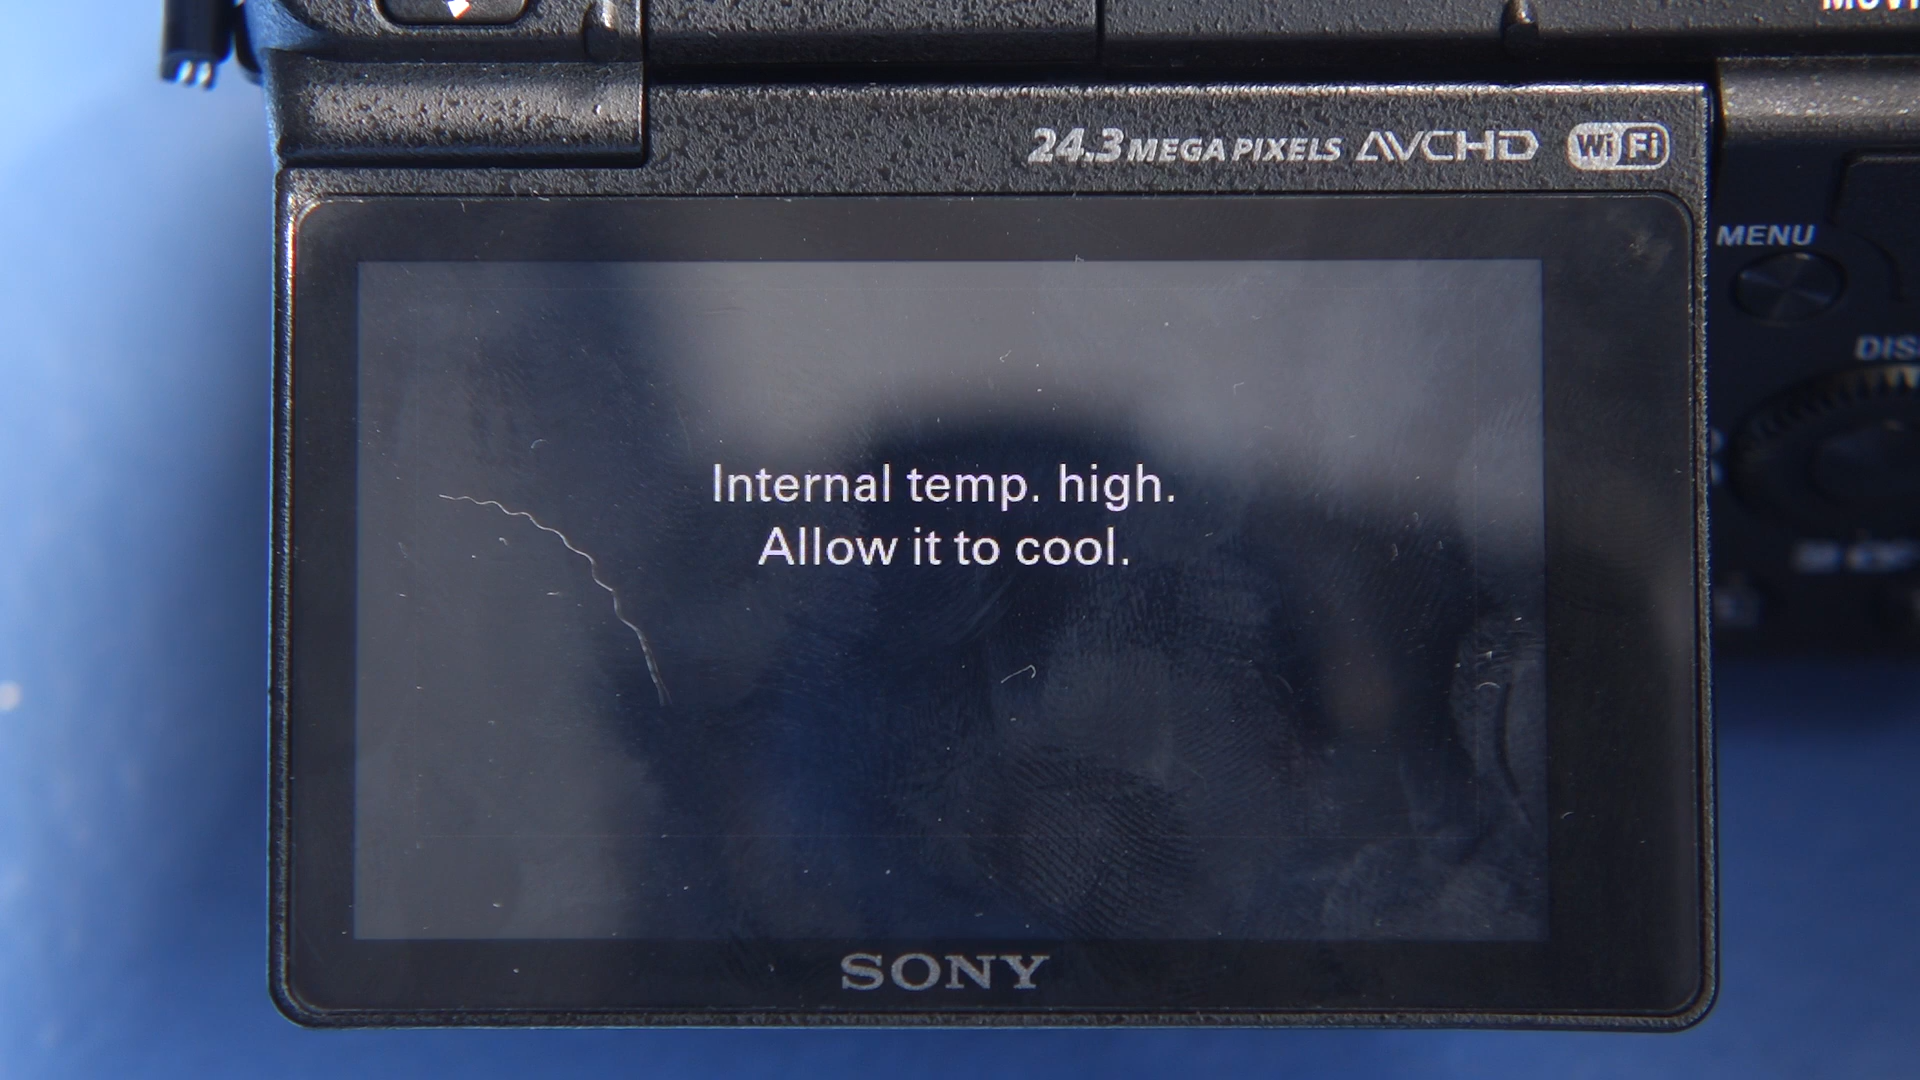 24.3 MEGA PIXELS AVCHD Wi Fi
MENU
Internal temp. high.
Allow it to cool.
SONY